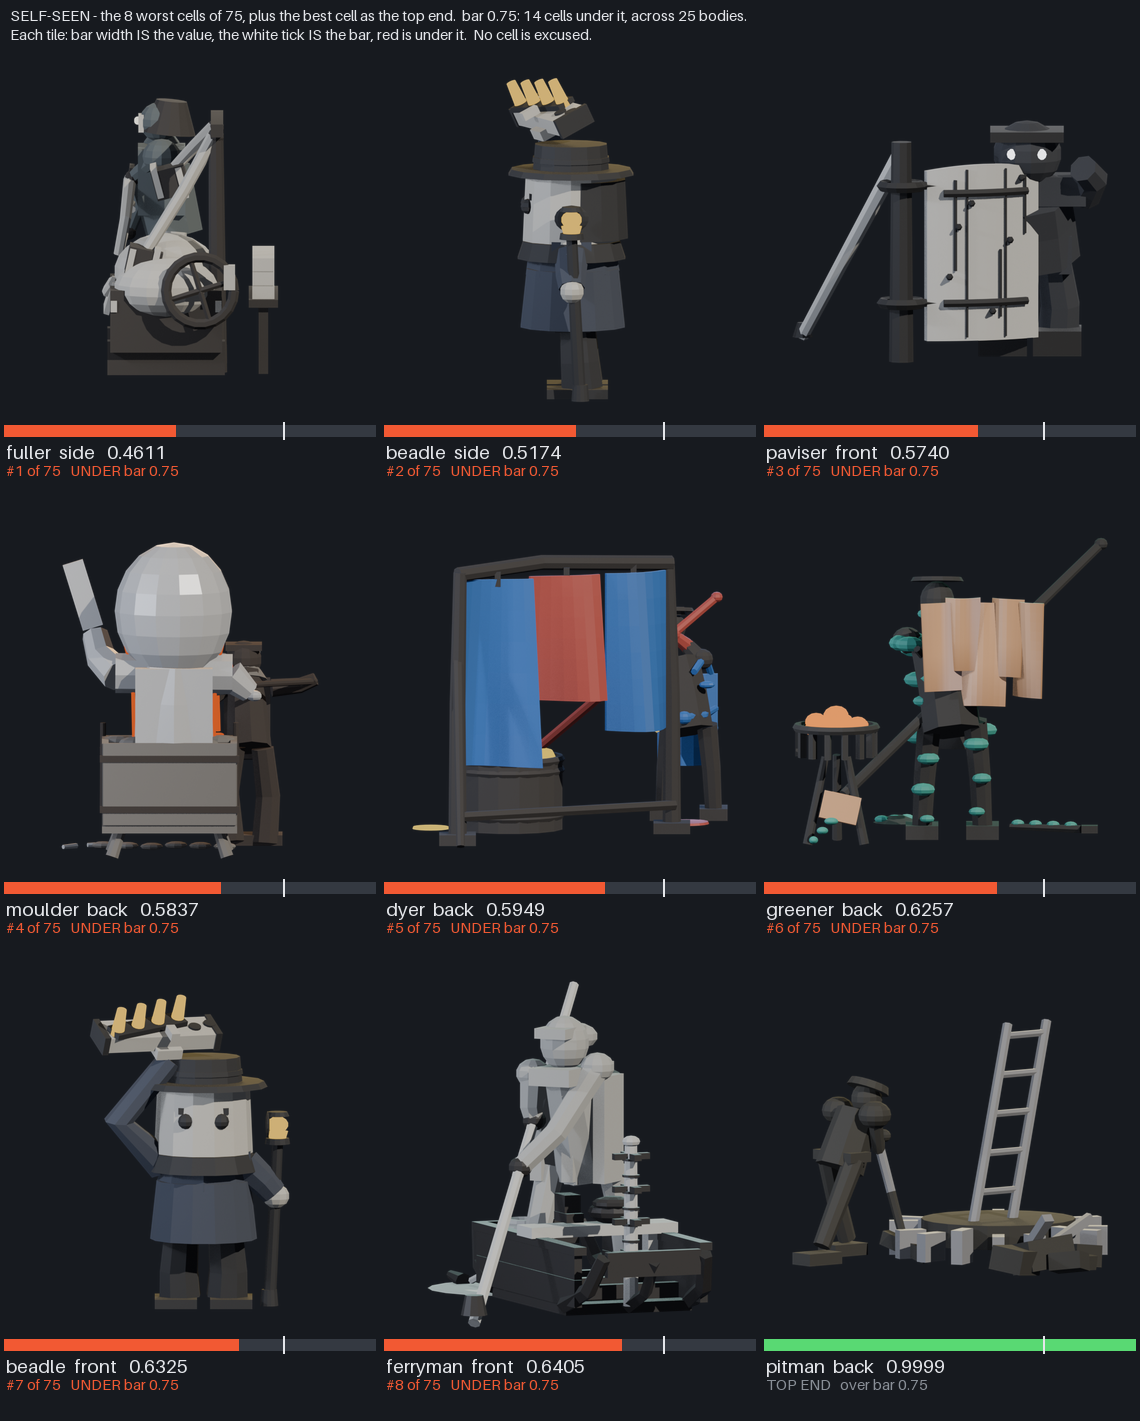 SELF-SEEN - the 8 worst cells of 75, plus the best cell as the top end.  bar 0.75: 14 cells under it, across 25 bodies.
Each tile: bar width IS the value, the white tick IS the bar, red is under it.  No cell is excused.
fuller side  0.4611
#1 of 75   UNDER bar 0.75
beadle side  0.5174
#2 of 75   UNDER bar 0.75
paviser front  0.5740
#3 of 75   UNDER bar 0.75
moulder back  0.5837
#4 of 75   UNDER bar 0.75
dyer back  0.5949
#5 of 75   UNDER bar 0.75
greener back  0.6257
#6 of 75   UNDER bar 0.75
beadle front  0.6325
#7 of 75   UNDER bar 0.75
ferryman front  0.6405
#8 of 75   UNDER bar 0.75
pitman back  0.9999
TOP END   over bar 0.75